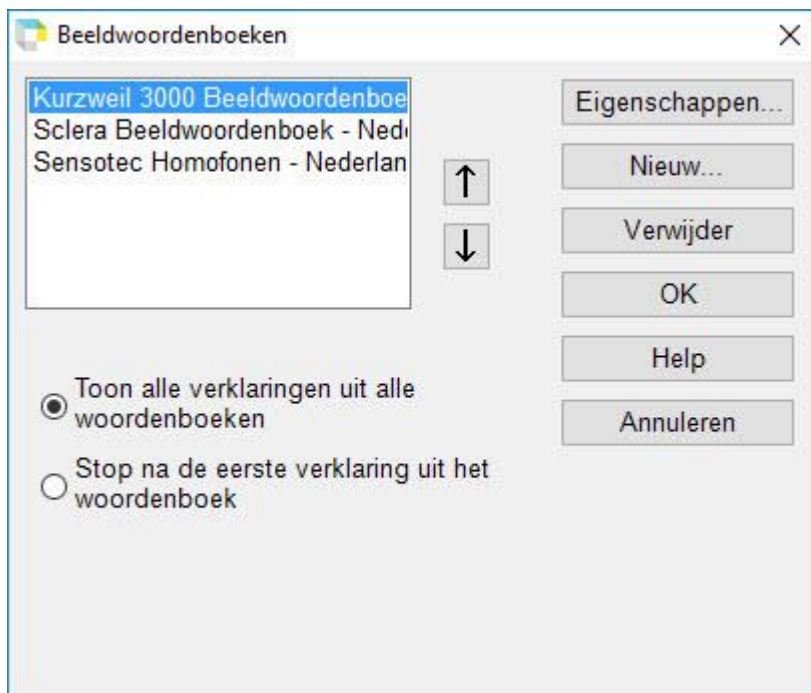 Beeldwoordenboeken
Kurzweil 3000 Beeldwoordenboe
Sclera Beeldwoordenboek - Ned
Sensotec Homofonen - Nederlan
Eigenschappen...
Nieuw...
Verwijder
OK
Help
Annuleren
Toon alle verklaringen uit alle
woordenboeken
Stop na de eerste verklaring uit het
woordenboek